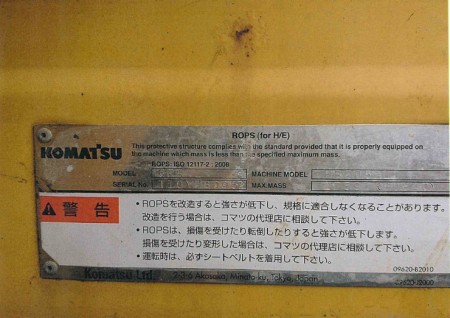 ROPS (for H/E)
KOMATSU
This protective structure complies with the standard provided that it is properly equipped on
the machine which mass is less than the specified maximum mass.
ROPS: ISO 12117-2 : 2008
MODEL MACHINE MODEL
SERIAL No. MAX.MASS
警告
・ROPSを改造すると強さが低下し、規格に適合しなくなることがあります。
改造を行う場合は、コマツの代理店に相談して下さい。
・ROPSは、損傷を受けたり転倒したりすると強さが低下します。
損傷を受けたり変形した場合は、コマツの代理店に相談して下さい。
・運転時は、必ずシートベルトを着用して下さい。
09620-B2010
Komatsu Ltd. 2-3-6 Akasaka, Minato-ku, Tokyo, Japan